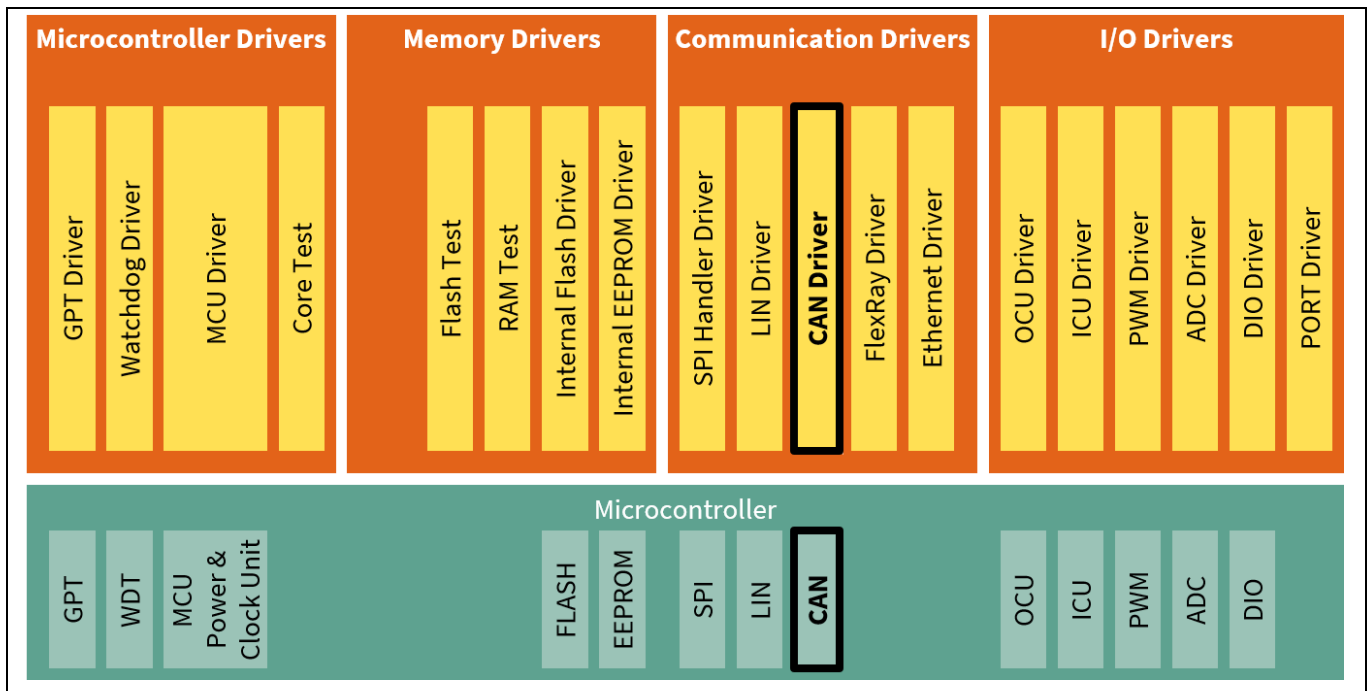 Microcontroller Drivers
Memory Drivers
Communication Drivers
I/O Drivers
GPT Driver
Watchdog Driver
MCU Driver
Core Test
Flash Test
RAM Test
Internal Flash Driver
Internal EEPROM Driver
SPI Handler Driver
LIN Driver
CAN Driver
FlexRay Driver
Ethernet Driver
OCU Driver
ICU Driver
PWM Driver
ADC Driver
DIO Driver
PORT Driver
Microcontroller
GPT
WDT
MCU
Power &
Clock Unit
FLASH
EEPROM
SPI
LIN
CAN
OCU
ICU
PWM
ADC
DIO